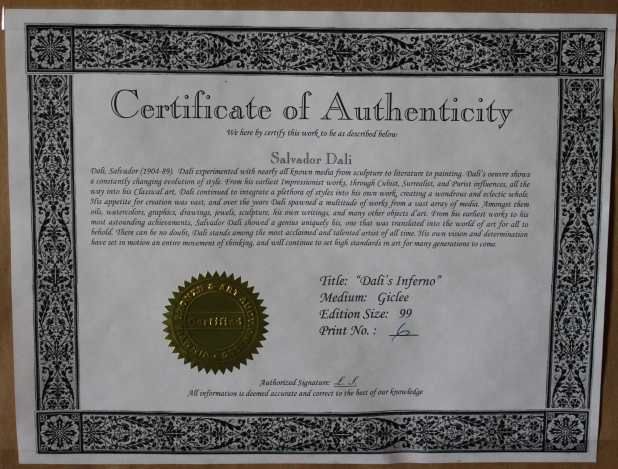 Certificate of Authenticity
We here by certify this work to be as described below
Salvador Dali
Dali, Salvador (1904-89). Dali experimented with nearly all known media from sculpture to literature to painting. Dali's oeuvre shows
a constantly changing evolution of style. From his earliest Impressionist works, through Cubist, Surrealist, and Purist influences, all the
way into his Classical art, Dali continued to integrate a plethora of styles into his own work, creating a wondrous and eclectic whole.
His appetite for creation was vast, and over the years Dali spawned a multitude of works from a vast array of media. Amongst them
oils, watercolors, graphics, drawings, jewels, sculpture, his own writings, and many other objects d'art. From his earliest works to his
most astounding achievements, Salvador Dali showed a genius uniquely his, one that was translated into the world of art for all to
behold. There can be no doubt, Dali stands among the most acclaimed and talented artist of all time. His own vision and determination
have set in motion an entire movement of thinking, and will continue to set high standards in art for many generations to come.
Title: "Dali's Inferno"
Medium: Giclee
Edition Size: 99
Print No. : 6
Certified
Authorized Signature: L. S.
All information is deemed accurate and correct to the best of our knowledge